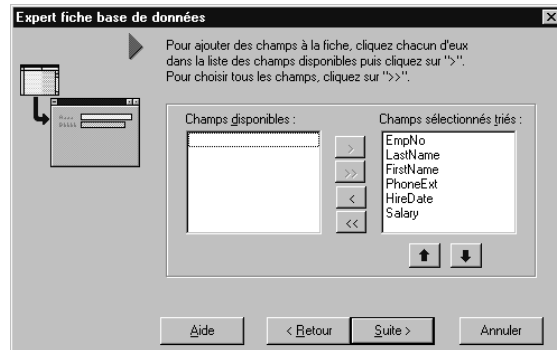 Expert fiche base de données
Pour ajouter des champs à la fiche, cliquez chacun d'eux
dans la liste des champs disponibles puis cliquez sur ">".
Pour choisir tous les champs, cliquez sur ">>".
Champs disponibles :
Champs sélectionnés triés :
>
>>
<
<<
EmpNo
LastName
FirstName
PhoneExt
HireDate
Salary
Aide
< Retour
Suite >
Annuler